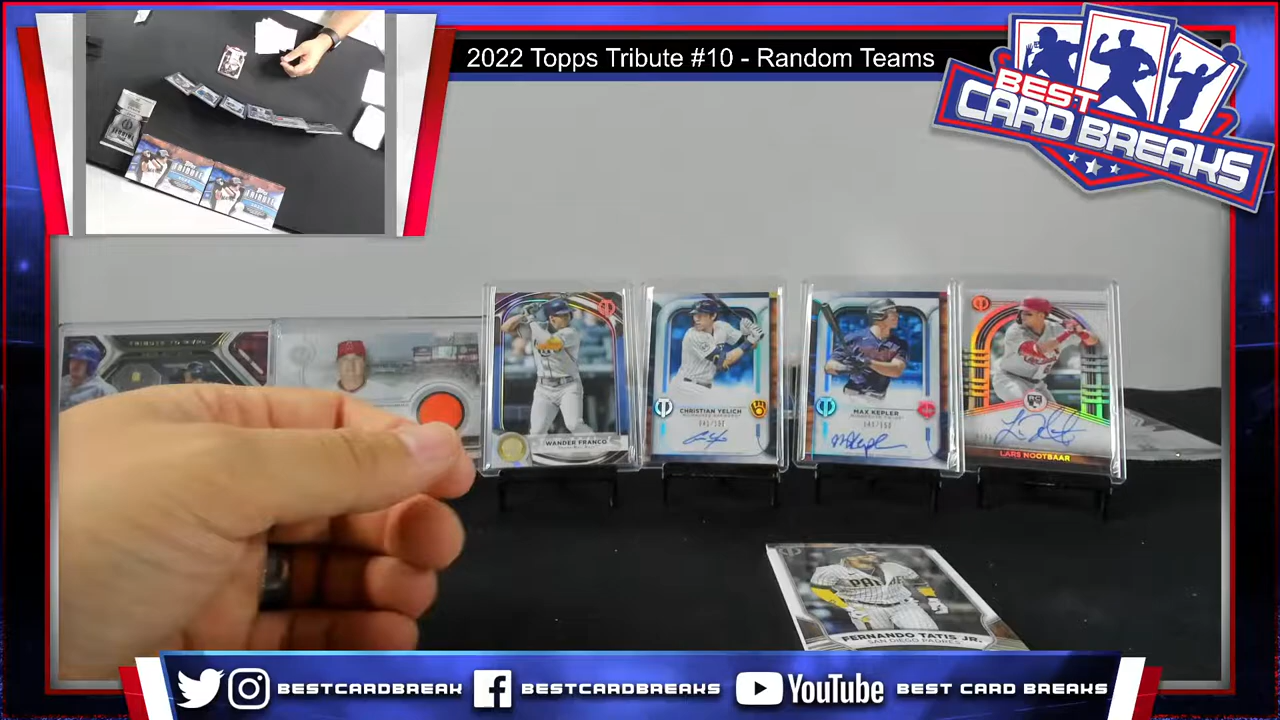 2022 Topps Tribute #10 - Random Teams
BEST
CARD BREAKS
WANDER FRANCO
CHRISTIAN YELICH
MAX KEPLER
LARS NOOTBAAR
PADRES
FERNANDO TATIS JR.
SAN DIEGO PADRES
BESTCARDBREAK
BESTCARDBREAKS
YouTube
BEST CARD BREAKS